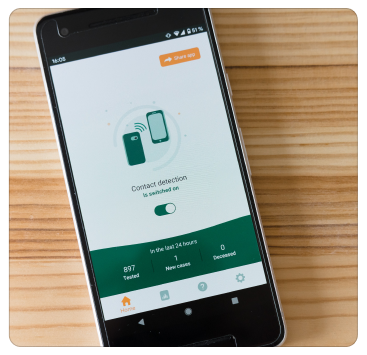 16:05
51 %
Share app
Contact detection
is switched on
In the last 24 hours
897 1 0
Tested New cases Deceased
Home